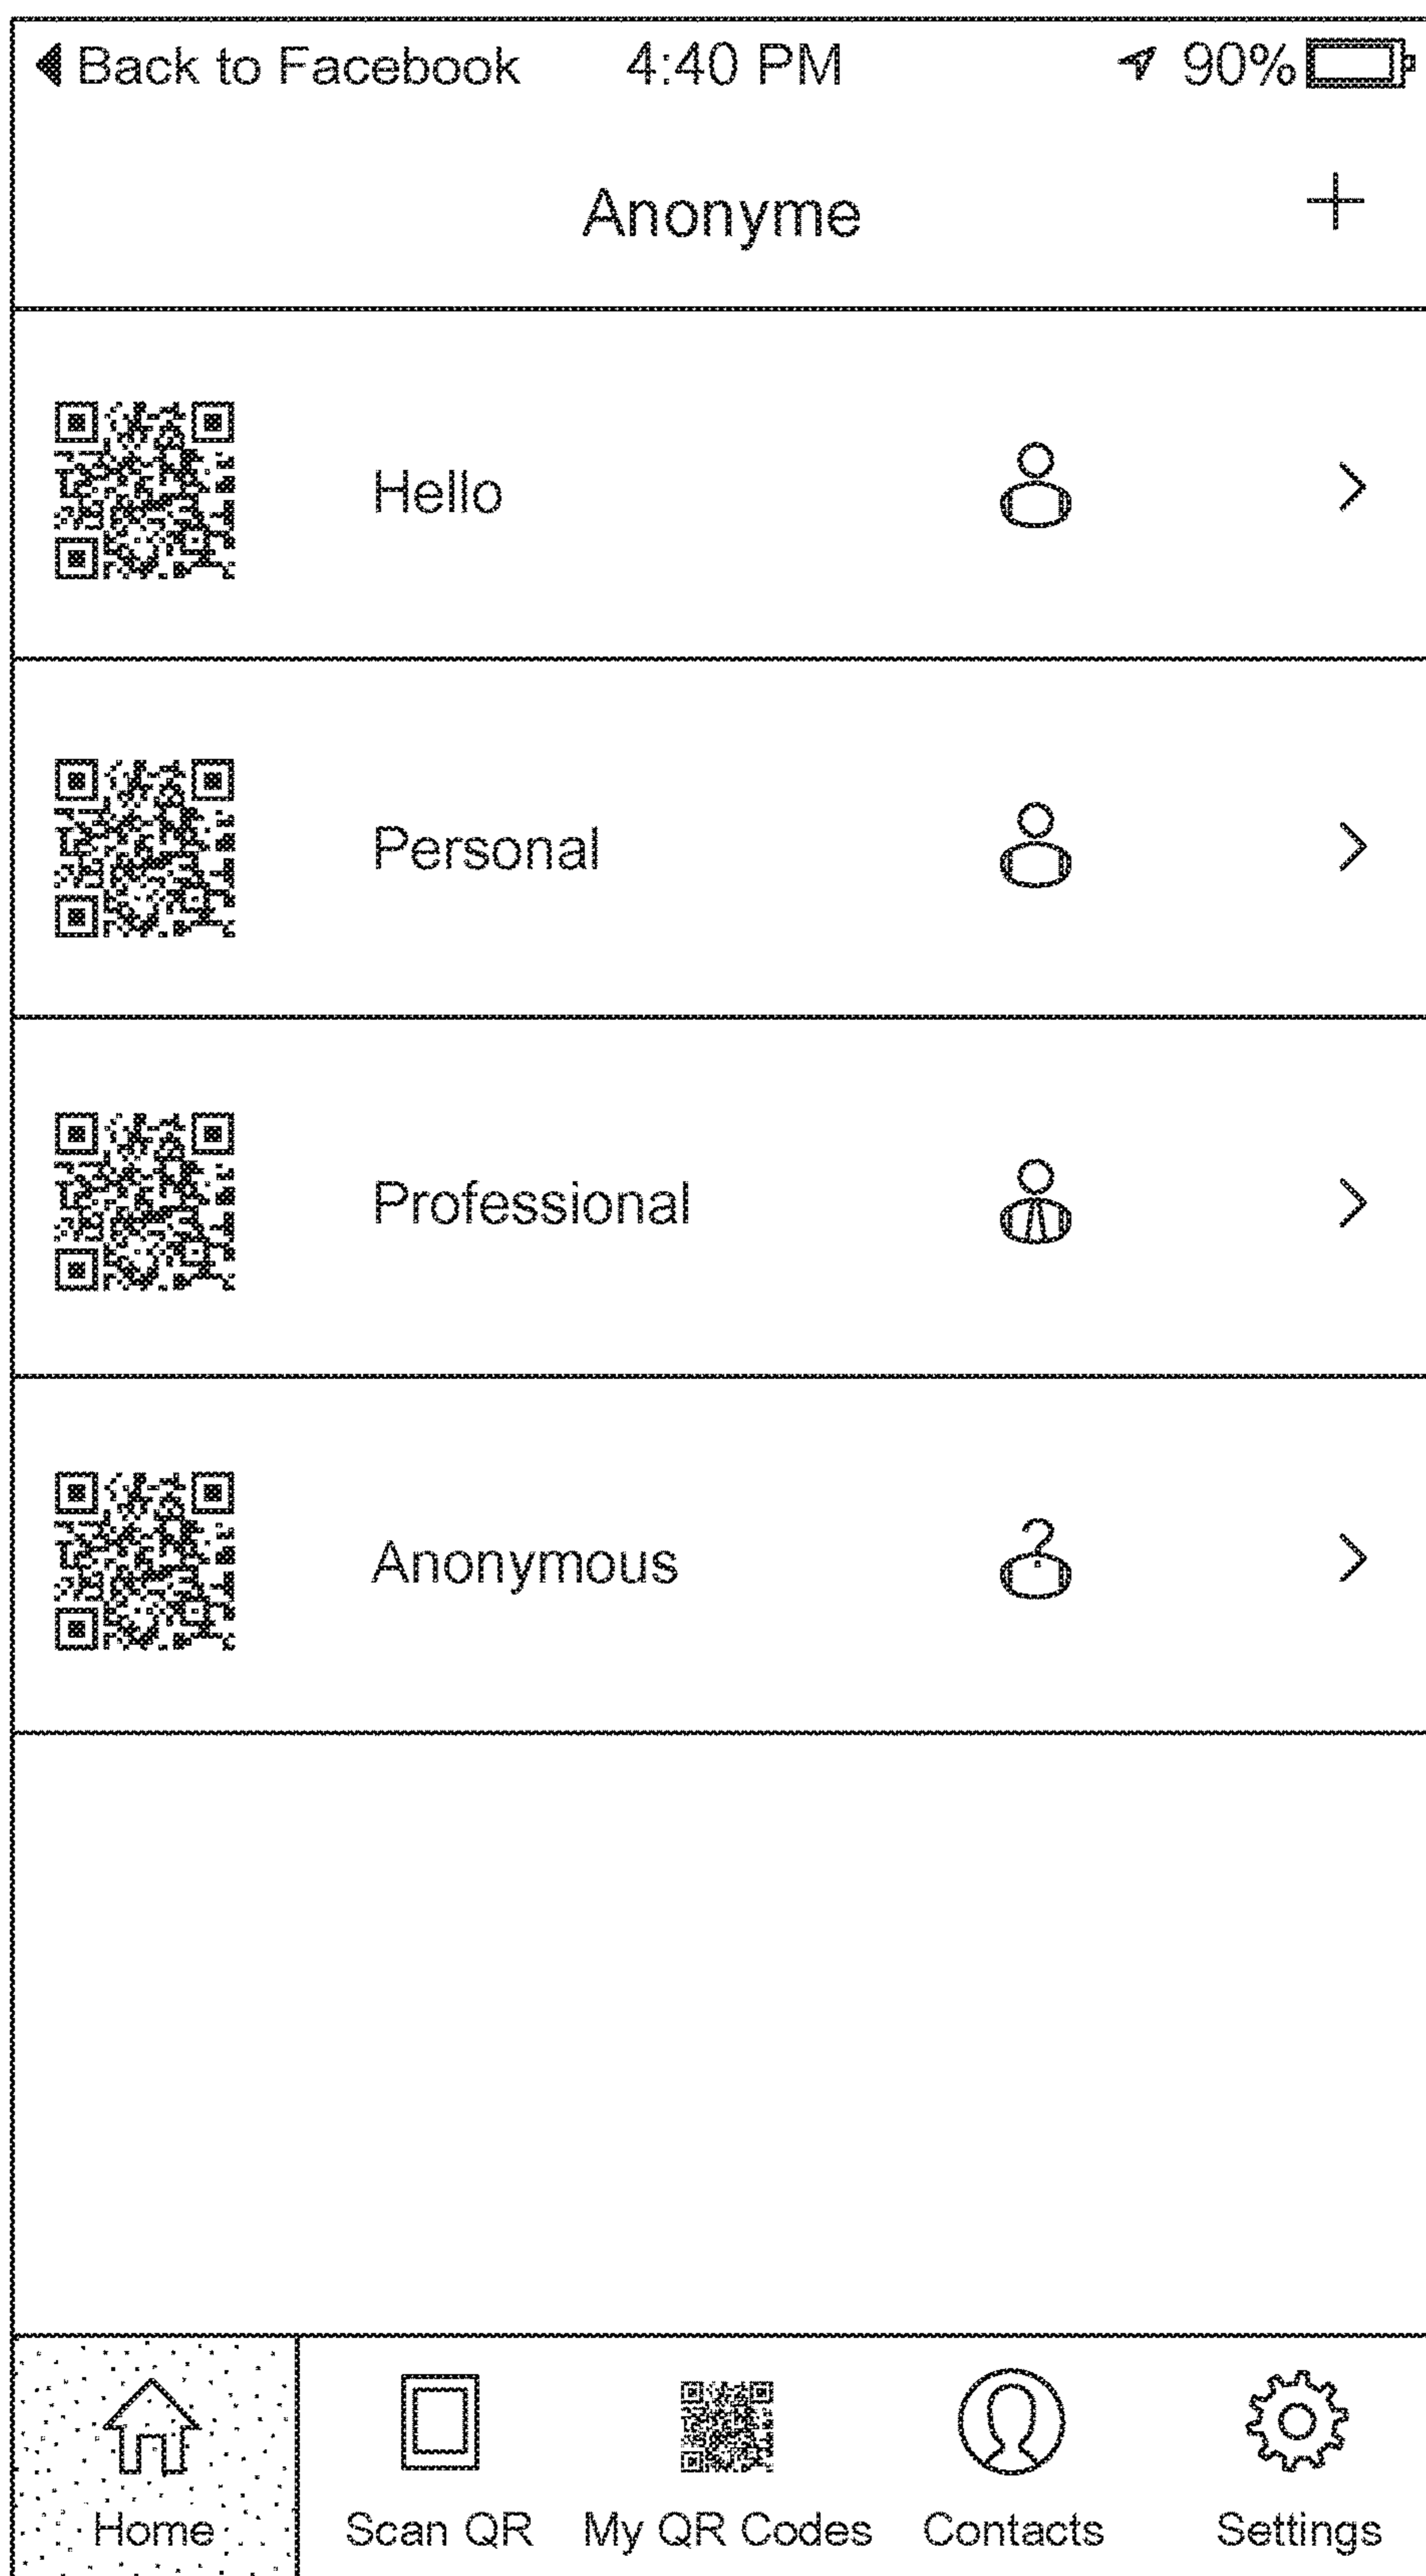 Back to Facebook 4:40 PM 90%
Anonyme +
Hello
Personal
Professional
Anonymous
Home Scan QR My QR Codes Contacts Settings